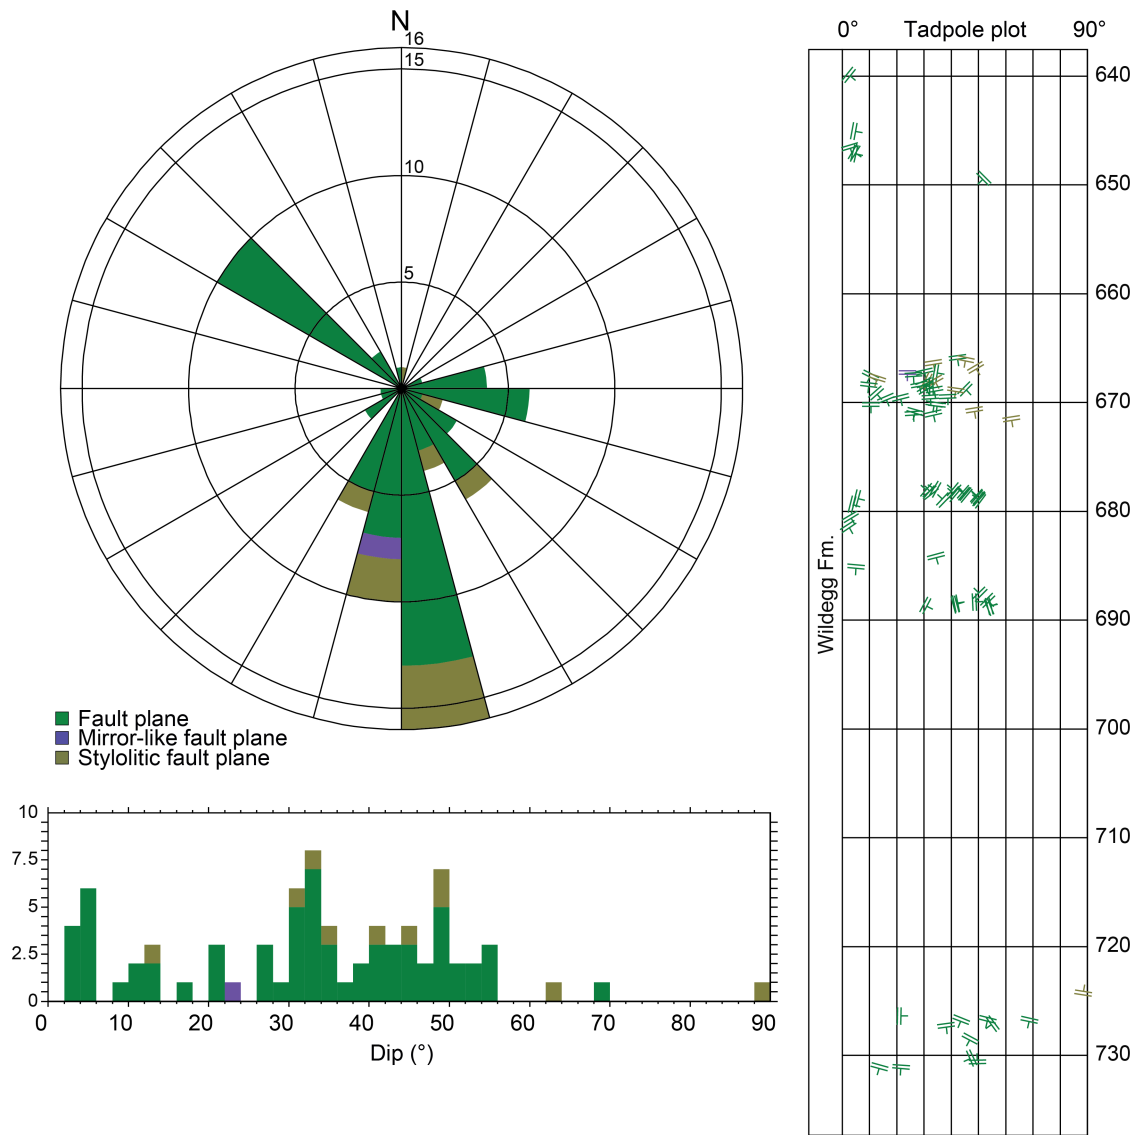 N
16
15
10
5
Fault plane
Mirror-like fault plane
Stylolitic fault plane
10
7.5
5
2.5
0
0 10 20 30 40 50 60 70 80 90
Dip (°)
0° Tadpole plot 90°
640
650
660
670
680
690
700
710
720
730
Wildegg Fm.